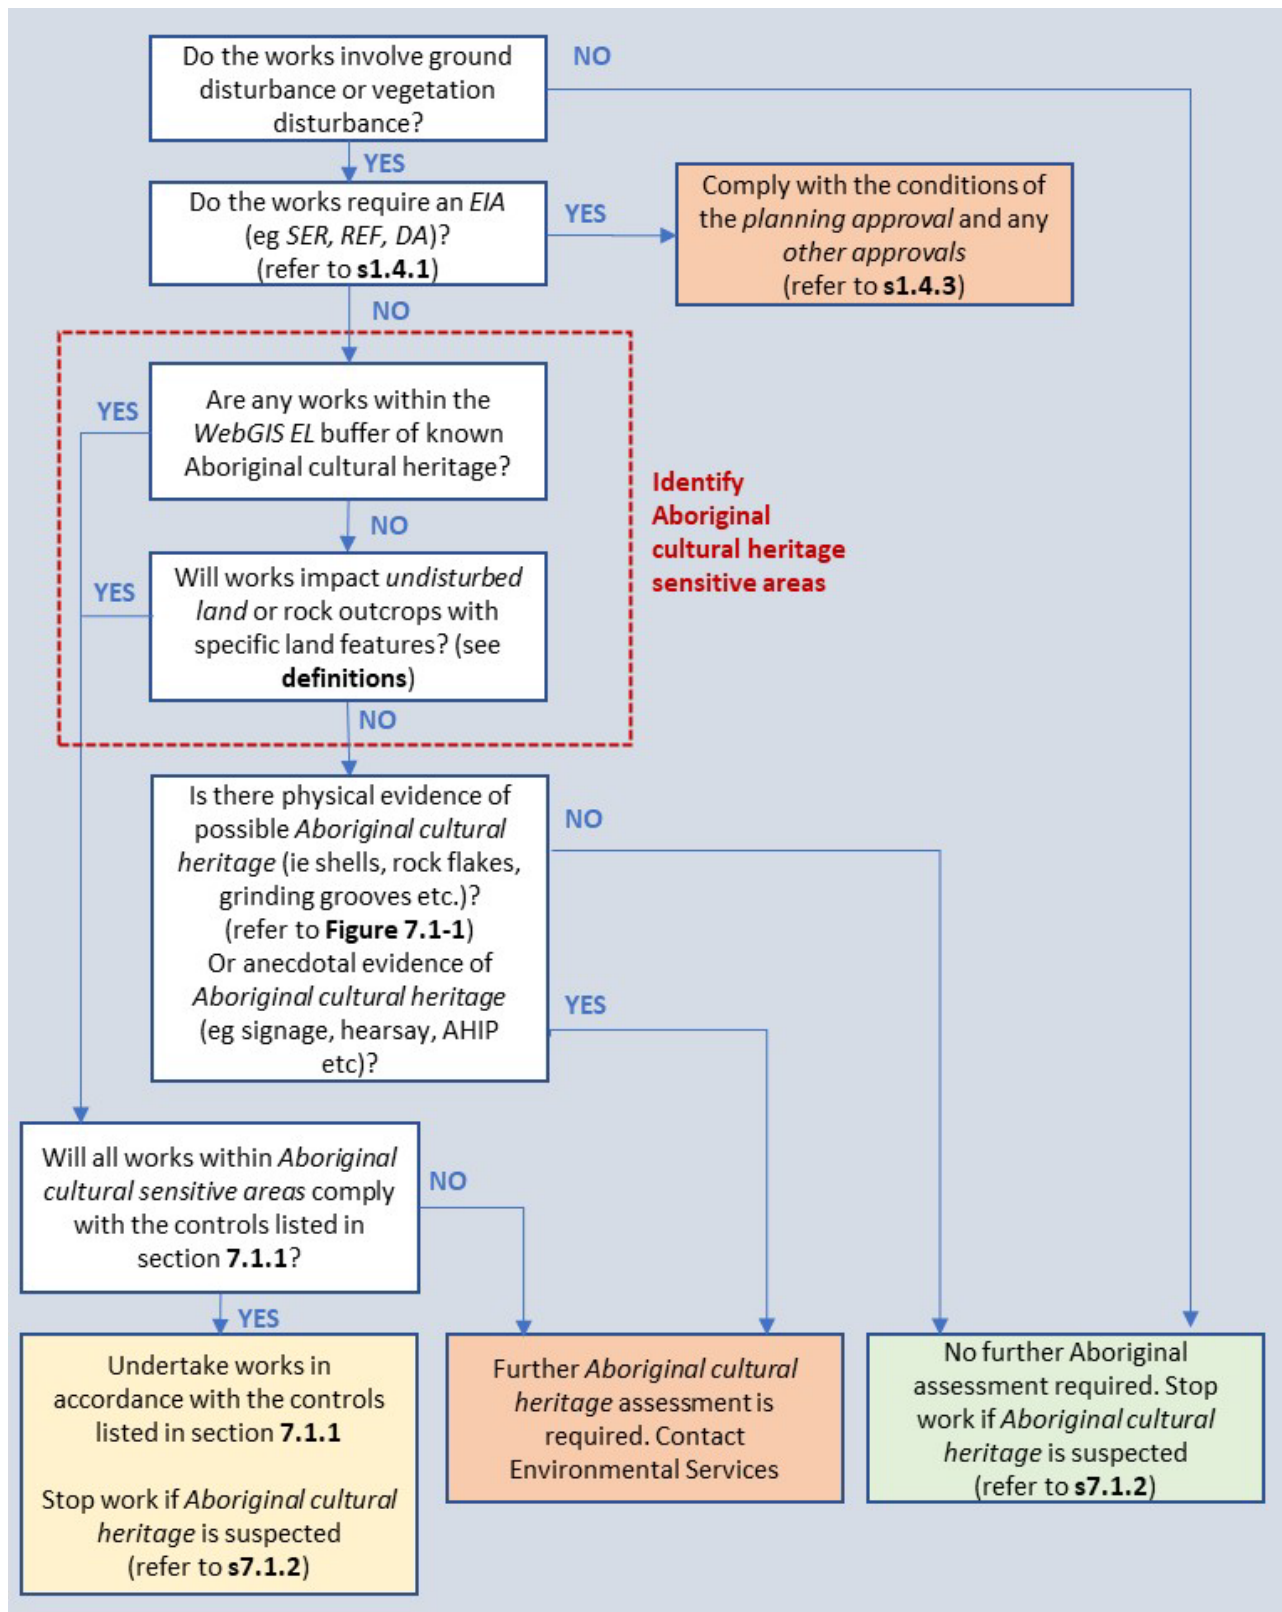 Do the works involve ground
disturbance or vegetation
disturbance?
NO
YES
Do the works require an EIA
(eg SER, REF, DA)?
(refer to s1.4.1)
YES
Comply with the conditions of
the planning approval and any
other approvals
(refer to s1.4.3)
NO
Are any works within the
WebGIS EL buffer of known
Aboriginal cultural heritage?
YES
Identify
Aboriginal
cultural heritage
sensitive areas
NO
Will works impact undisturbed
land or rock outcrops with
specific land features? (see
definitions)
YES
NO
Is there physical evidence of
possible Aboriginal cultural
heritage (ie shells, rock flakes,
grinding grooves etc.)?
(refer to Figure 7.1-1)
Or anecdotal evidence of
Aboriginal cultural heritage
(eg signage, hearsay, AHIP
etc)?
NO
YES
Will all works within Aboriginal
cultural sensitive areas comply
with the controls listed in
section 7.1.1?
NO
YES
Undertake works in
accordance with the controls
listed in section 7.1.1
Stop work if Aboriginal cultural
heritage is suspected
(refer to s7.1.2)
Further Aboriginal cultural
heritage assessment is
required. Contact
Environmental Services
No further Aboriginal
assessment required. Stop
work if Aboriginal cultural
heritage is suspected
(refer to s7.1.2)